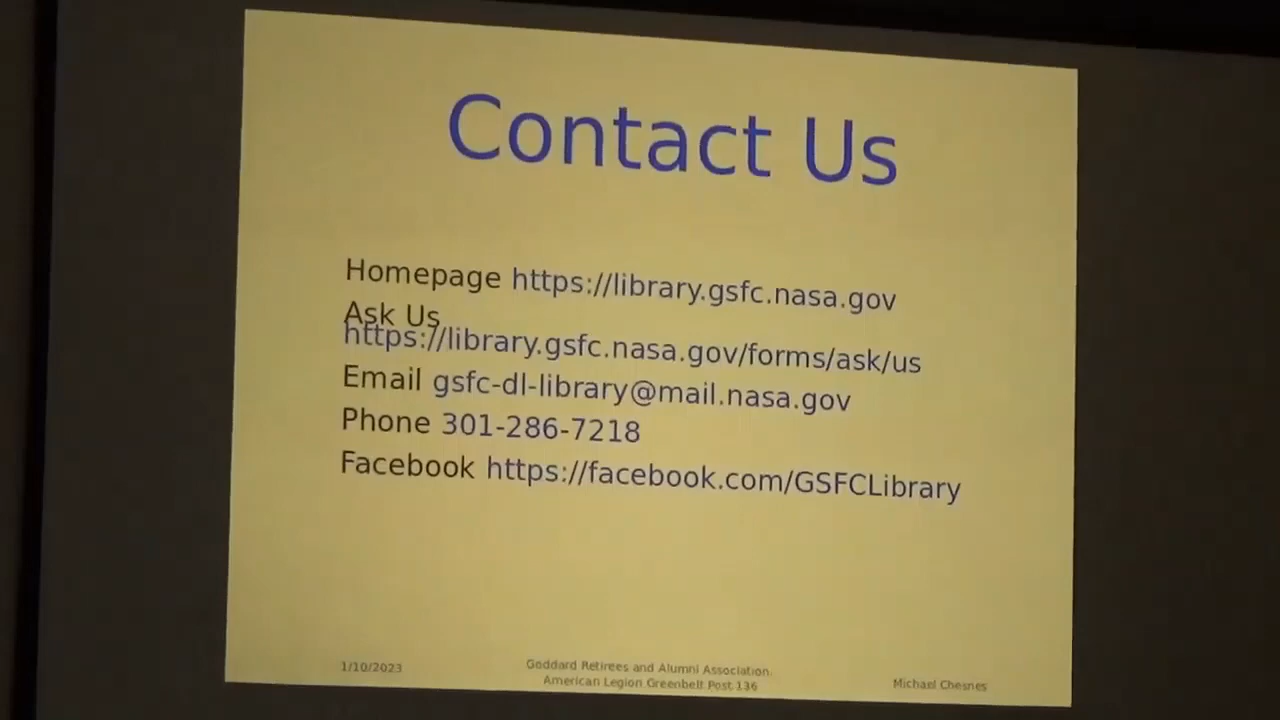 Contact Us
Homepage https://library.gsfc.nasa.gov
Ask Us
https://library.gsfc.nasa.gov/forms/ask/us
Email gsfc-dl-library@mail.nasa.gov
Phone 301-286-7218
Facebook https://facebook.com/GSFCLibrary
1/10/2023
Goddard Retirees and Alumni Association.
American Legion Greenbelt Post 136
Michael Chesnes